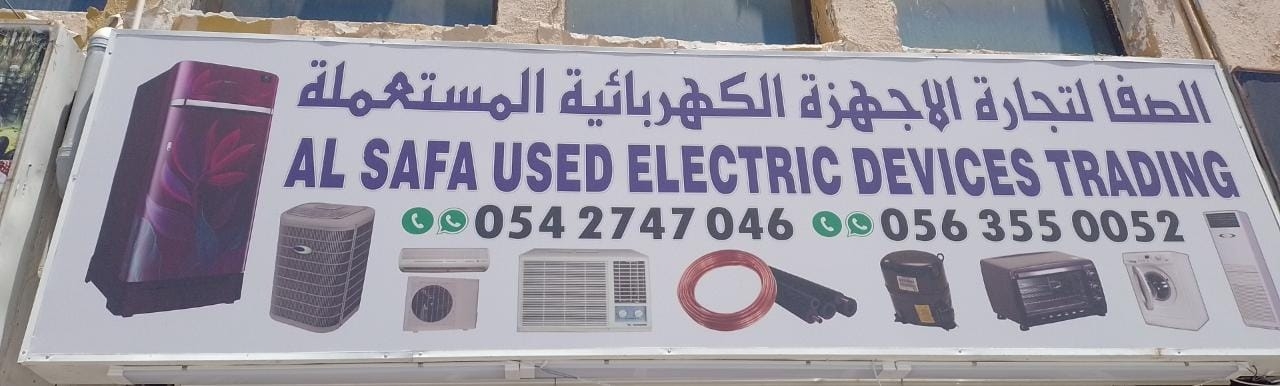 الصفا لتجارة الاجهزة الكهربائية المستعملة
AL SAFA USED ELECTRIC DEVICES TRADING
054 2747 046 056 355 0052